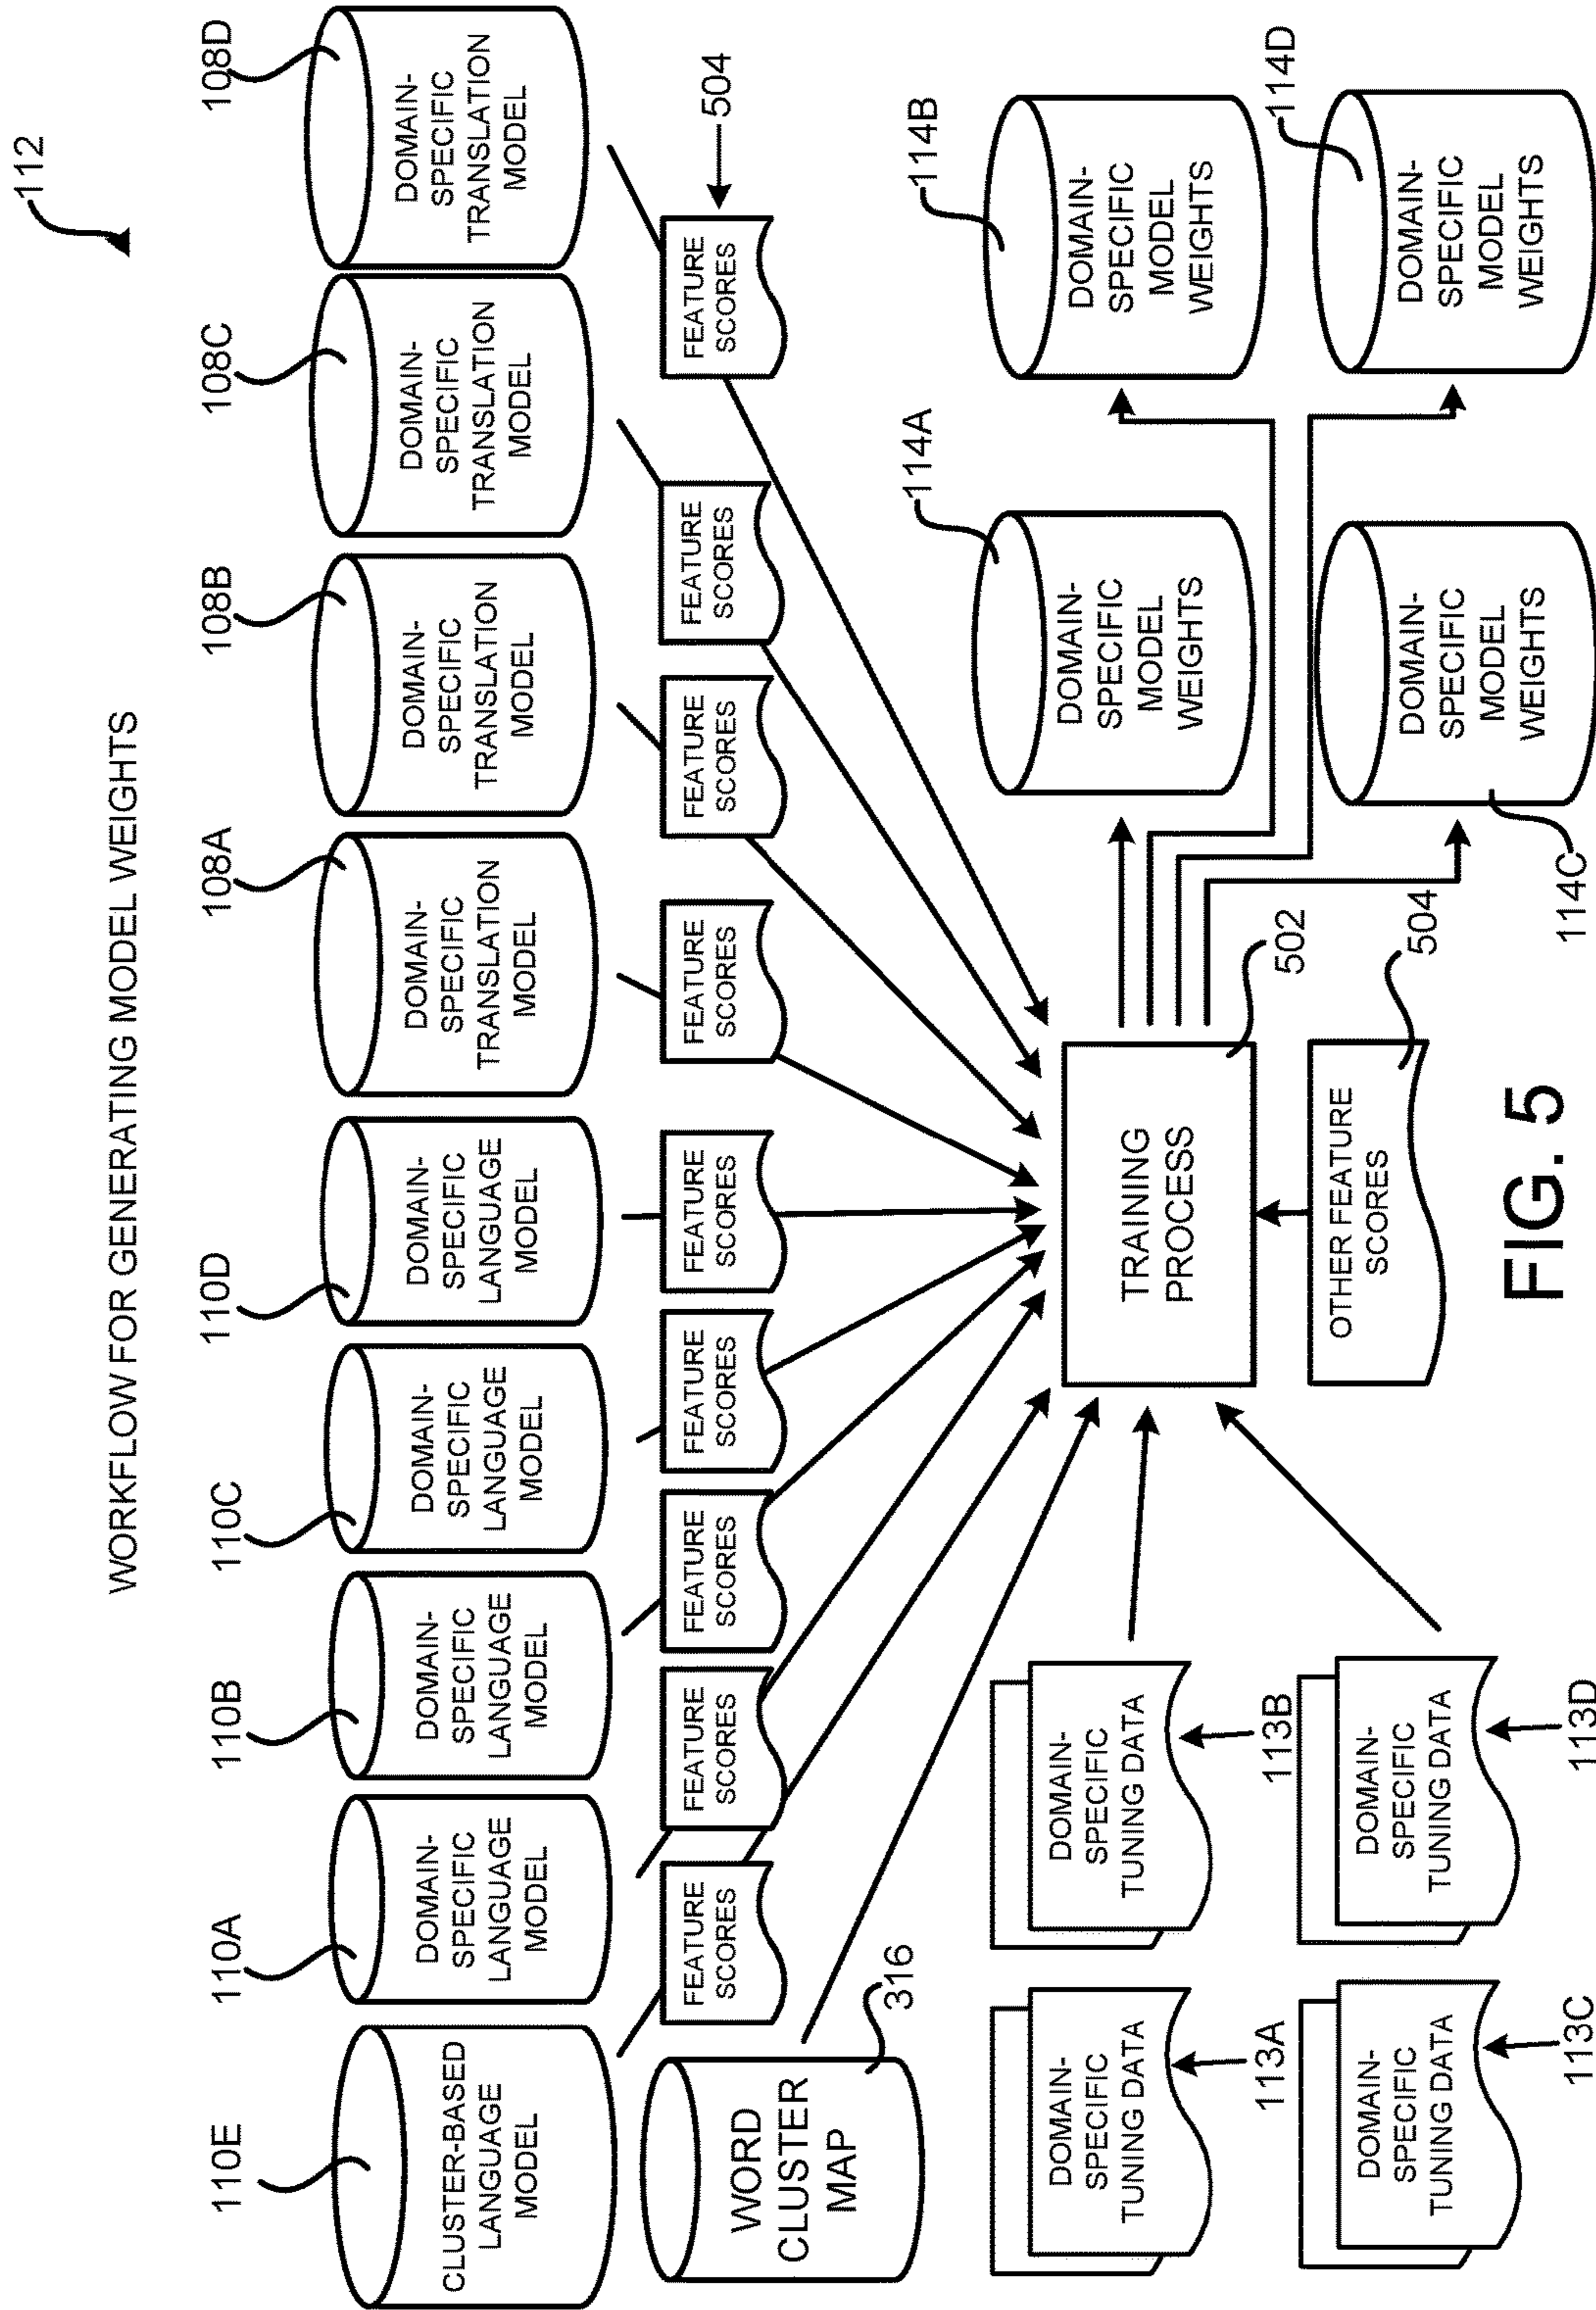 WORKFLOW FOR GENERATING MODEL WEIGHTS
112
110E
110A
110B
110C
110D
108A
108B
108C
108D
CLUSTER-BASED
LANGUAGE
MODEL
DOMAIN-
SPECIFIC
LANGUAGE
MODEL
DOMAIN-
SPECIFIC
LANGUAGE
MODEL
DOMAIN-
SPECIFIC
LANGUAGE
MODEL
DOMAIN-
SPECIFIC
LANGUAGE
MODEL
DOMAIN-
SPECIFIC
TRANSLATION
MODEL
DOMAIN-
SPECIFIC
TRANSLATION
MODEL
DOMAIN-
SPECIFIC
TRANSLATION
MODEL
DOMAIN-
SPECIFIC
TRANSLATION
MODEL
FEATURE
SCORES
FEATURE
SCORES
FEATURE
SCORES
FEATURE
SCORES
FEATURE
SCORES
FEATURE
SCORES
FEATURE
SCORES
FEATURE
SCORES
FEATURE
SCORES
504
WORD
CLUSTER
MAP
316
DOMAIN-
SPECIFIC
TUNING DATA
113A
DOMAIN-
SPECIFIC
TUNING DATA
113B
DOMAIN-
SPECIFIC
TUNING DATA
113C
DOMAIN-
SPECIFIC
TUNING DATA
113D
TRAINING
PROCESS
502
OTHER FEATURE
SCORES
504
114A
DOMAIN-
SPECIFIC
MODEL
WEIGHTS
114B
DOMAIN-
SPECIFIC
MODEL
WEIGHTS
114C
DOMAIN-
SPECIFIC
MODEL
WEIGHTS
114D
DOMAIN-
SPECIFIC
MODEL
WEIGHTS
FIG. 5